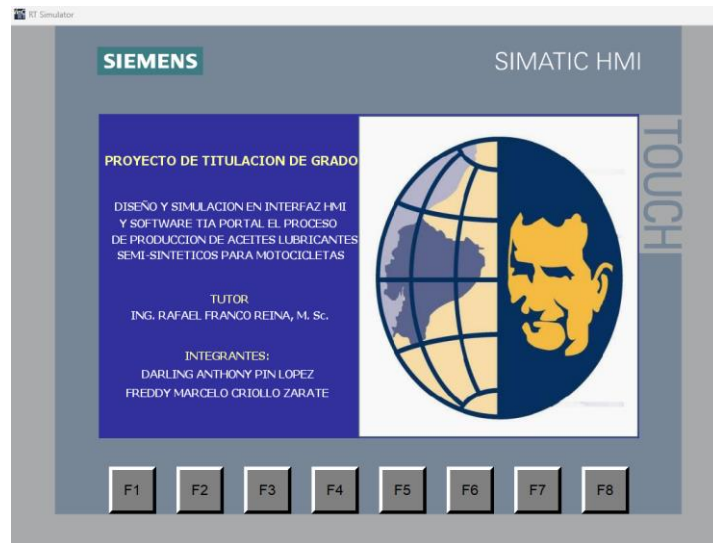 RT Simulator
SIEMENS
SIMATIC HMI
TOUCH
PROYECTO DE TITULACION DE GRADO
DISEÑO Y SIMULACION EN INTERFAZ HMI
Y SOFTWARE TIA PORTAL EL PROCESO
DE PRODUCCION DE ACEITES LUBRICANTES
SEMI-SINTETICOS PARA MOTOCICLETAS
TUTOR
ING. RAFAEL FRANCO REINA, M. Sc.
INTEGRANTES:
DARLING ANTHONY PIN LOPEZ
FREDDY MARCELO CRIOLLO ZARATE
F1 F2 F3 F4 F5 F6 F7 F8